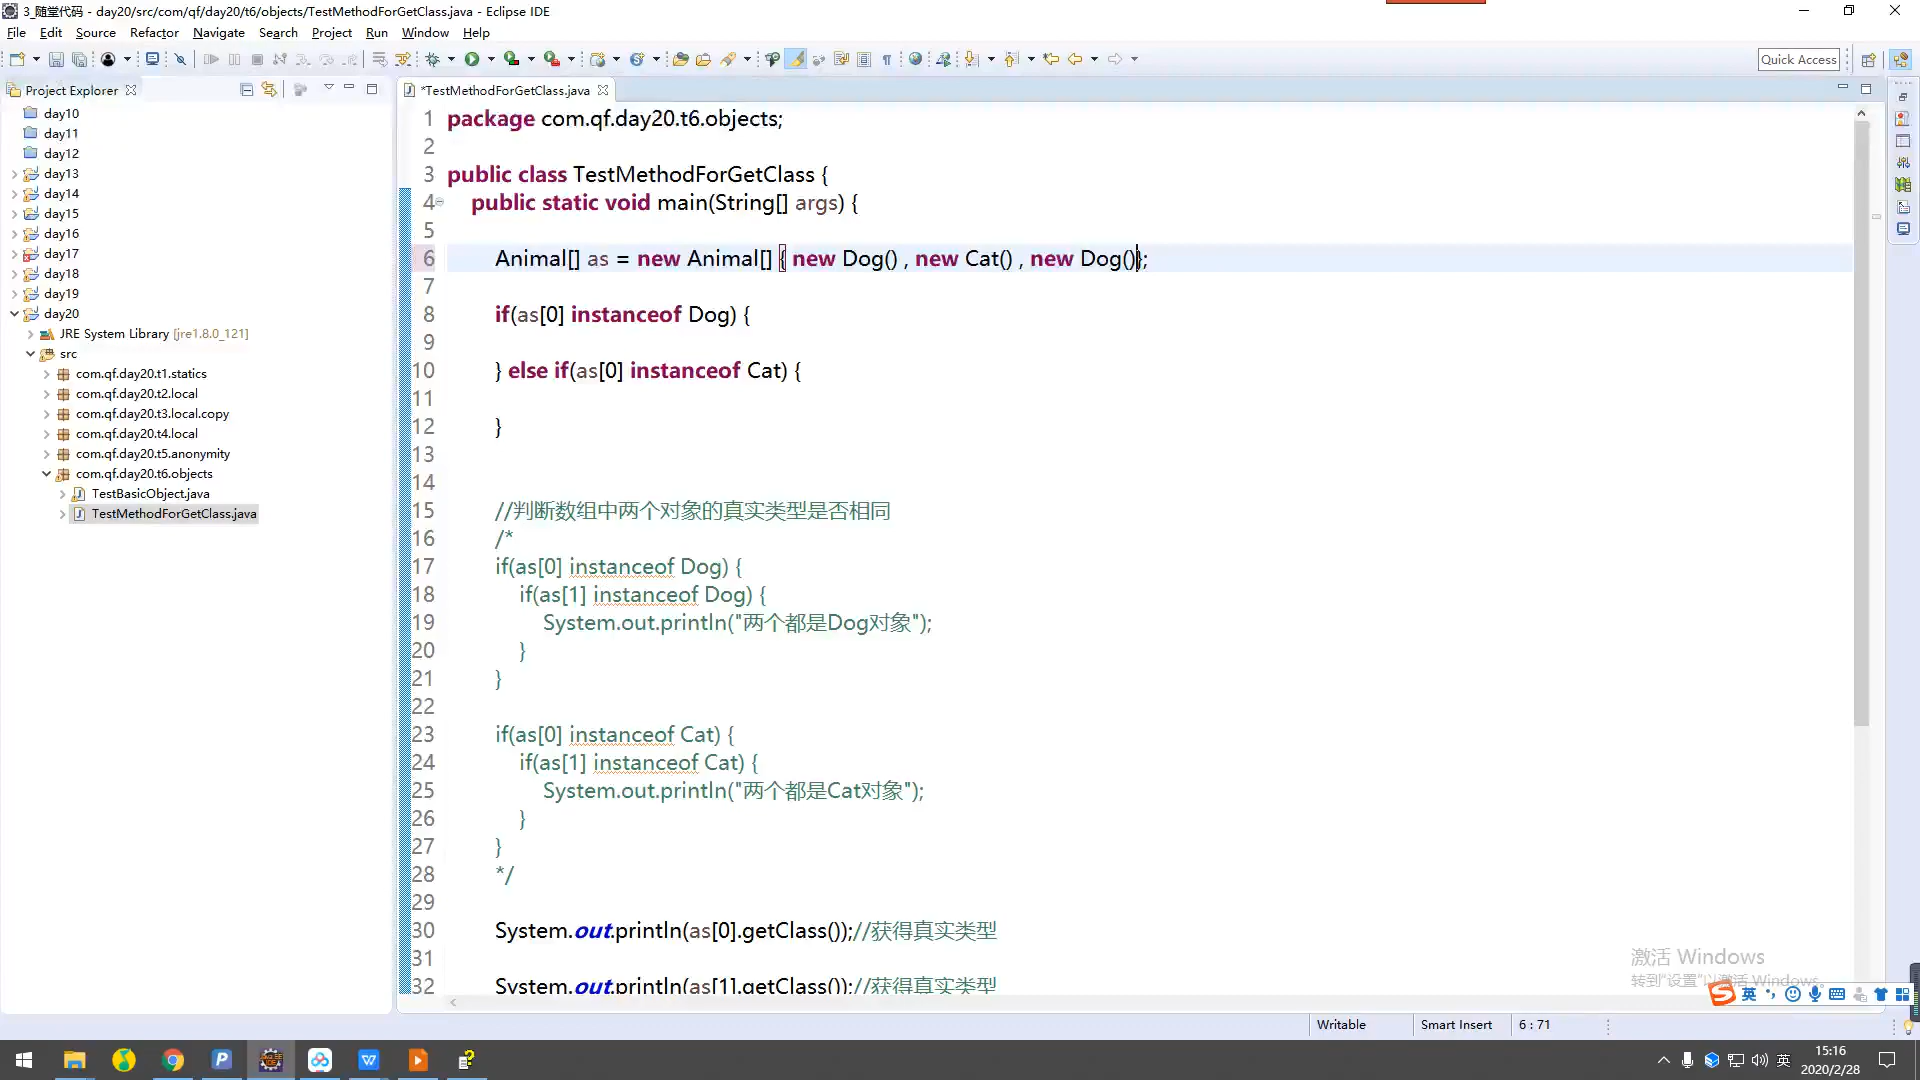 3_随堂代码 - day20/src/com/qf/day20/t6/objects/TestMethodForGetClass.java - Eclipse IDE
File Edit Source Refactor Navigate Search Project Run Window Help
Quick Access
Project Explorer
day10
day11
day12
day13
day14
day15
day16
day17
day18
day19
day20
JRE System Library [jre1.8.0_121]
src
com.qf.day20.t1.statics
com.qf.day20.t2.local
com.qf.day20.t3.local.copy
com.qf.day20.t4.local
com.qf.day20.t5.anonymity
com.qf.day20.t6.objects
TestBasicObject.java
TestMethodForGetClass.java
*TestMethodForGetClass.java
1 package com.qf.day20.t6.objects;
2
3 public class TestMethodForGetClass {
4 public static void main(String[] args) {
5
6 Animal[] as = new Animal[] { new Dog() , new Cat() , new Dog()};
7
8 if(as[0] instanceof Dog) {
9
10 } else if(as[0] instanceof Cat) {
11
12 }
13
14
15 //判断数组中两个对象的真实类型是否相同
16 /*
17 if(as[0] instanceof Dog) {
18 if(as[1] instanceof Dog) {
19 System.out.println("两个都是Dog对象");
20 }
21 }
22
23 if(as[0] instanceof Cat) {
24 if(as[1] instanceof Cat) {
25 System.out.println("两个都是Cat对象");
26 }
27 }
28 */
29
30 System.out.println(as[0].getClass());//获得真实类型
31
32 System.out.println(as[1].getClass());//获得真实类型
激活 Windows
转到"设置"以激活 Windows。
英
Writable Smart Insert 6 : 71
英
15:16
2020/2/28